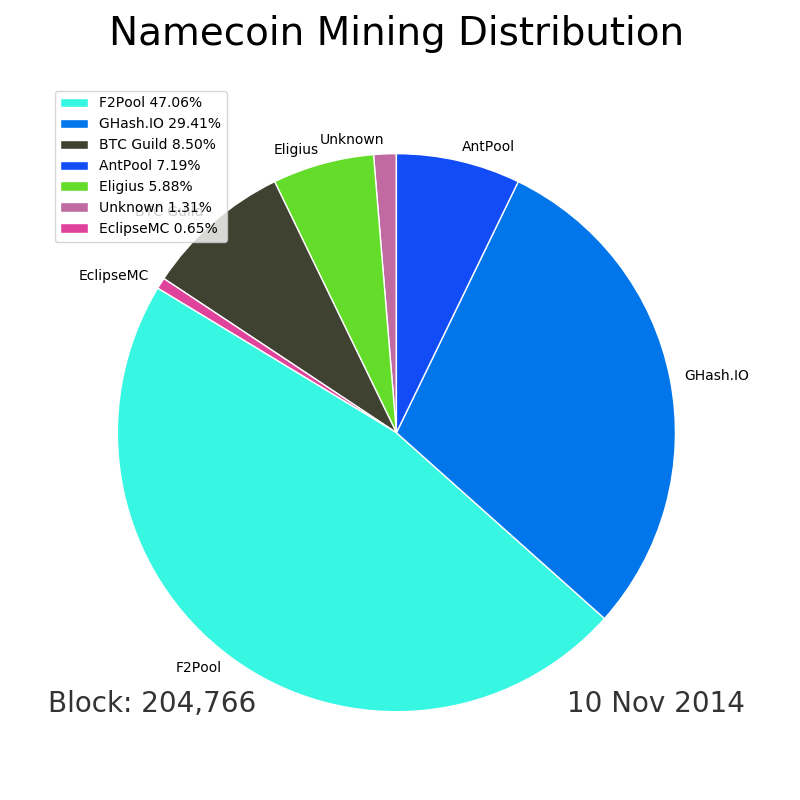 Namecoin Mining Distribution
F2Pool 47.06%
GHash.IO 29.41%
BTC Guild 8.50%
AntPool 7.19%
Eligius 5.88%
Unknown 1.31%
EclipseMC 0.65%
Unknown
AntPool
Eligius
BTC Guild
EclipseMC
GHash.IO
F2Pool
Block: 204,766
10 Nov 2014